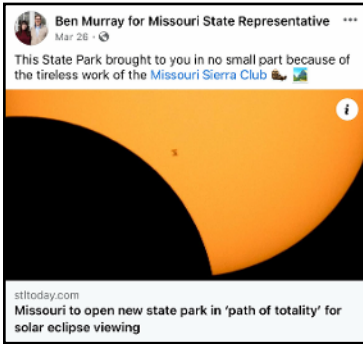 Ben Murray for Missouri State Representative
Mar 26 ·
This State Park brought to you in no small part because of
the tireless work of the Missouri Sierra Club 🥾 🏞️
i
stltoday.com
Missouri to open new state park in ‘path of totality’ for
solar eclipse viewing